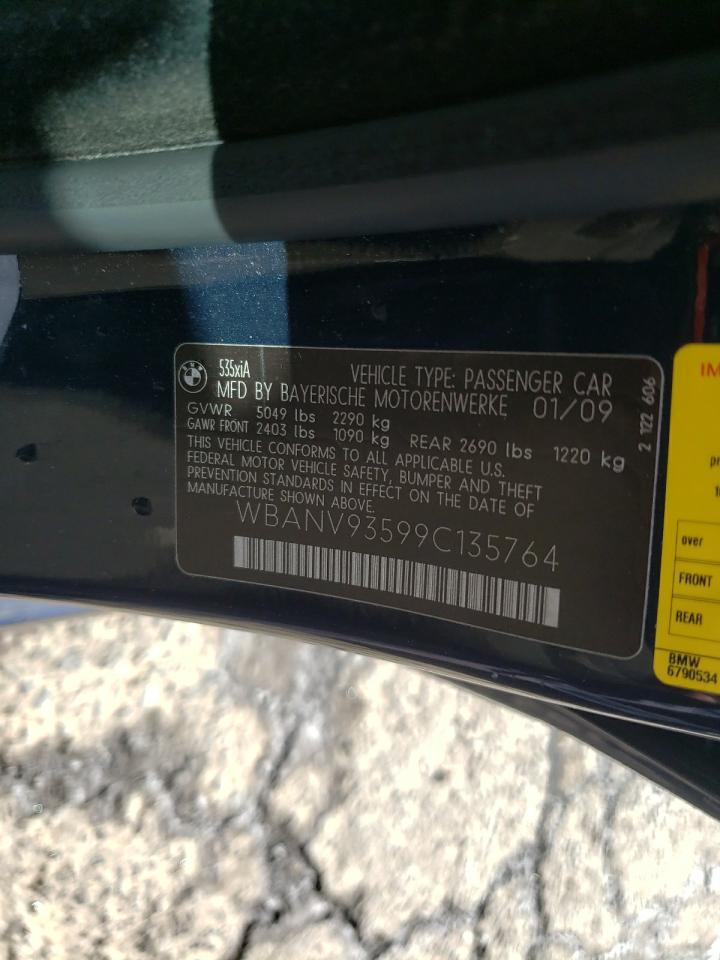 535xiA
VEHICLE TYPE: PASSENGER CAR
MFD BY BAYERISCHE MOTORENWERKE 01/09
GVWR 5049 lbs 2290 kg
GAWR FRONT 2403 lbs 1090 kg REAR 2690 lbs 1220 kg
THIS VEHICLE CONFORMS TO ALL APPLICABLE U.S.
FEDERAL MOTOR VEHICLE SAFETY, BUMPER AND THEFT
PREVENTION STANDARDS IN EFFECT ON THE DATE OF
MANUFACTURE SHOWN ABOVE.
WBANV93599C135764
2 122 606
IM
over
FRONT
REAR
BMW
6790534